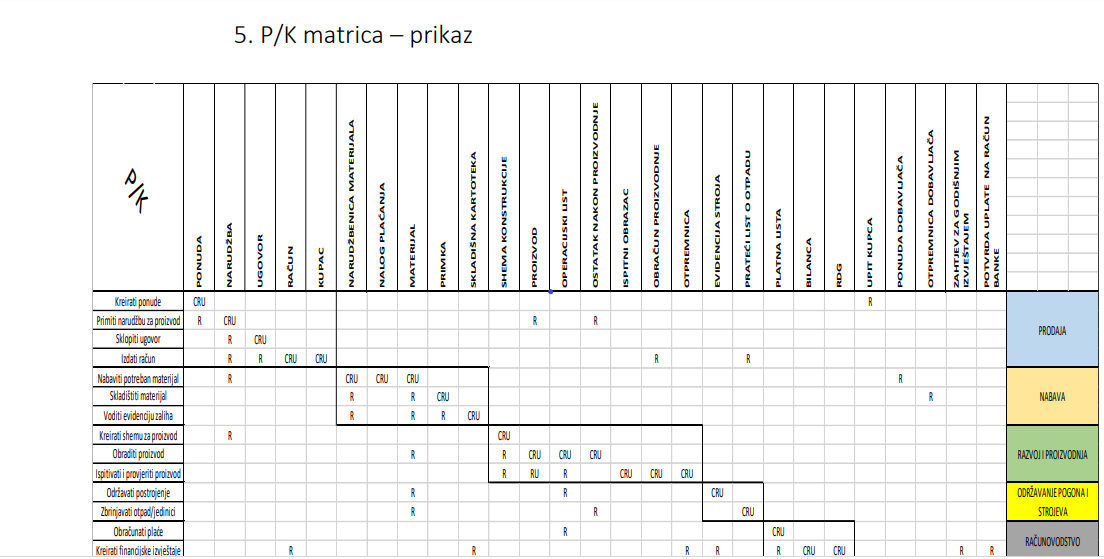 5. P/K matrica – prikaz
P/K
PONUDA
NARUDŽBA
UGOVOR
RAČUN
KUPAC
NARUDŽBENICA MATERIJALA
NALOG PLAĆANJA
MATERIJAL
PRIMKA
SKLADIŠNA KARTOTEKA
SHEMA KONSTRUKCIJE
PROIZVOD
OPERACIJSKI LIST
OSTATAK NAKON PROIZVODNJE
ISPITNI OBRAZAC
OBRAČUN PROIZVODNJE
OTPREMNICA
EVIDENCIJA STROJA
PRATEĆI LIST O OTPADU
PLATNA LISTA
BILANCA
RDG
UPIT KUPCA
PONUDA DOBAVLJAČA
OTPREMNICA DOBAVLJAČA
ZAHTJEV ZA GODIŠNJIM
IZVJEŠTAJEM
POTVRDA UPLATE NA RAČUN
BANKE
Kreirati ponude CRU R
PRODAJA
Primiti narudžbu za proizvod R CRU R R
Sklopiti ugovor R CRU
Izdati račun R R CRU CRU R R
Nabaviti potreban materijal R CRU CRU CRU R
NABAVA
Skladištiti materijal R R CRU R
Voditi evidenciju zaliha R R R CRU
Kreirati shemu za proizvod R CRU
RAZVOJ I PROIZVODNJA
Obraditi proizvod R R CRU CRU CRU
Ispitivati i provjeriti proizvod R RU R CRU CRU CRU
Održavati postrojenje R R CRU
ODRŽAVANJE POGONA I
STROJEVA
Zbrinjavati otpad/jedinici R R CRU
Obračunati plaće R CRU
RAČUNOVODSTVO
Kreirati financijske izvještaje R R R R R CRU CRU R R